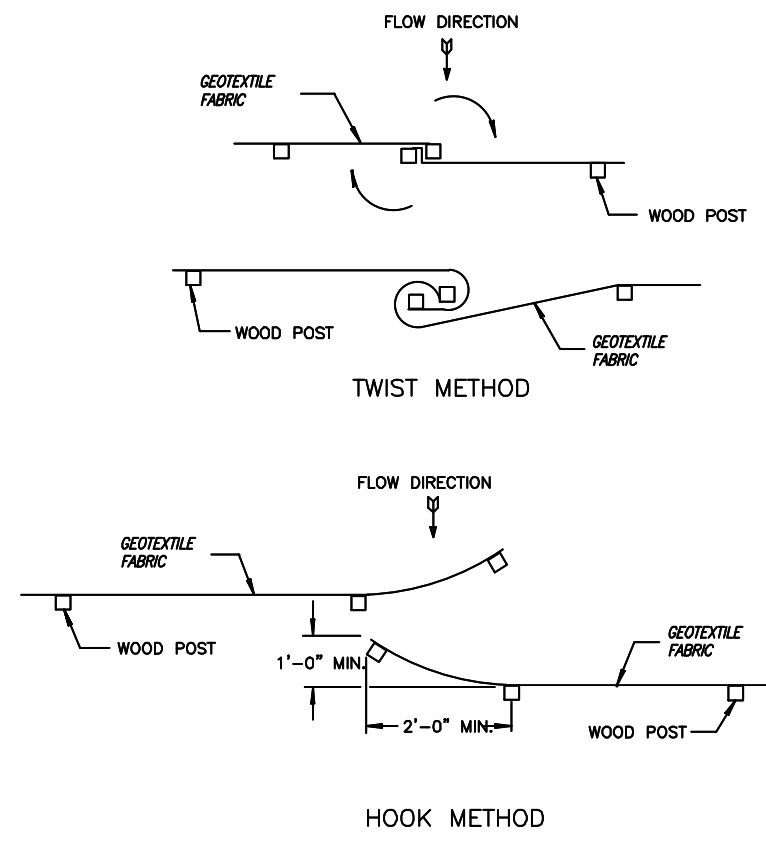 FLOW DIRECTION
GEOTEXTILE
FABRIC
WOOD POST
WOOD POST
GEOTEXTILE
FABRIC
TWIST METHOD
FLOW DIRECTION
GEOTEXTILE
FABRIC
WOOD POST
1'-0" MIN.
GEOTEXTILE
FABRIC
2'-0" MIN.
WOOD POST
HOOK METHOD